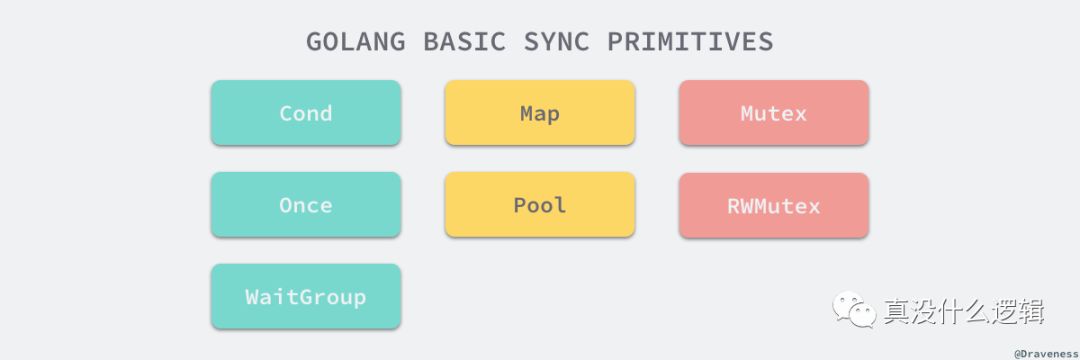 GOLANG BASIC SYNC PRIMITIVES
Cond
Map
Mutex
Once
Pool
RWMutex
WaitGroup
真没什么逻辑
@Draveness